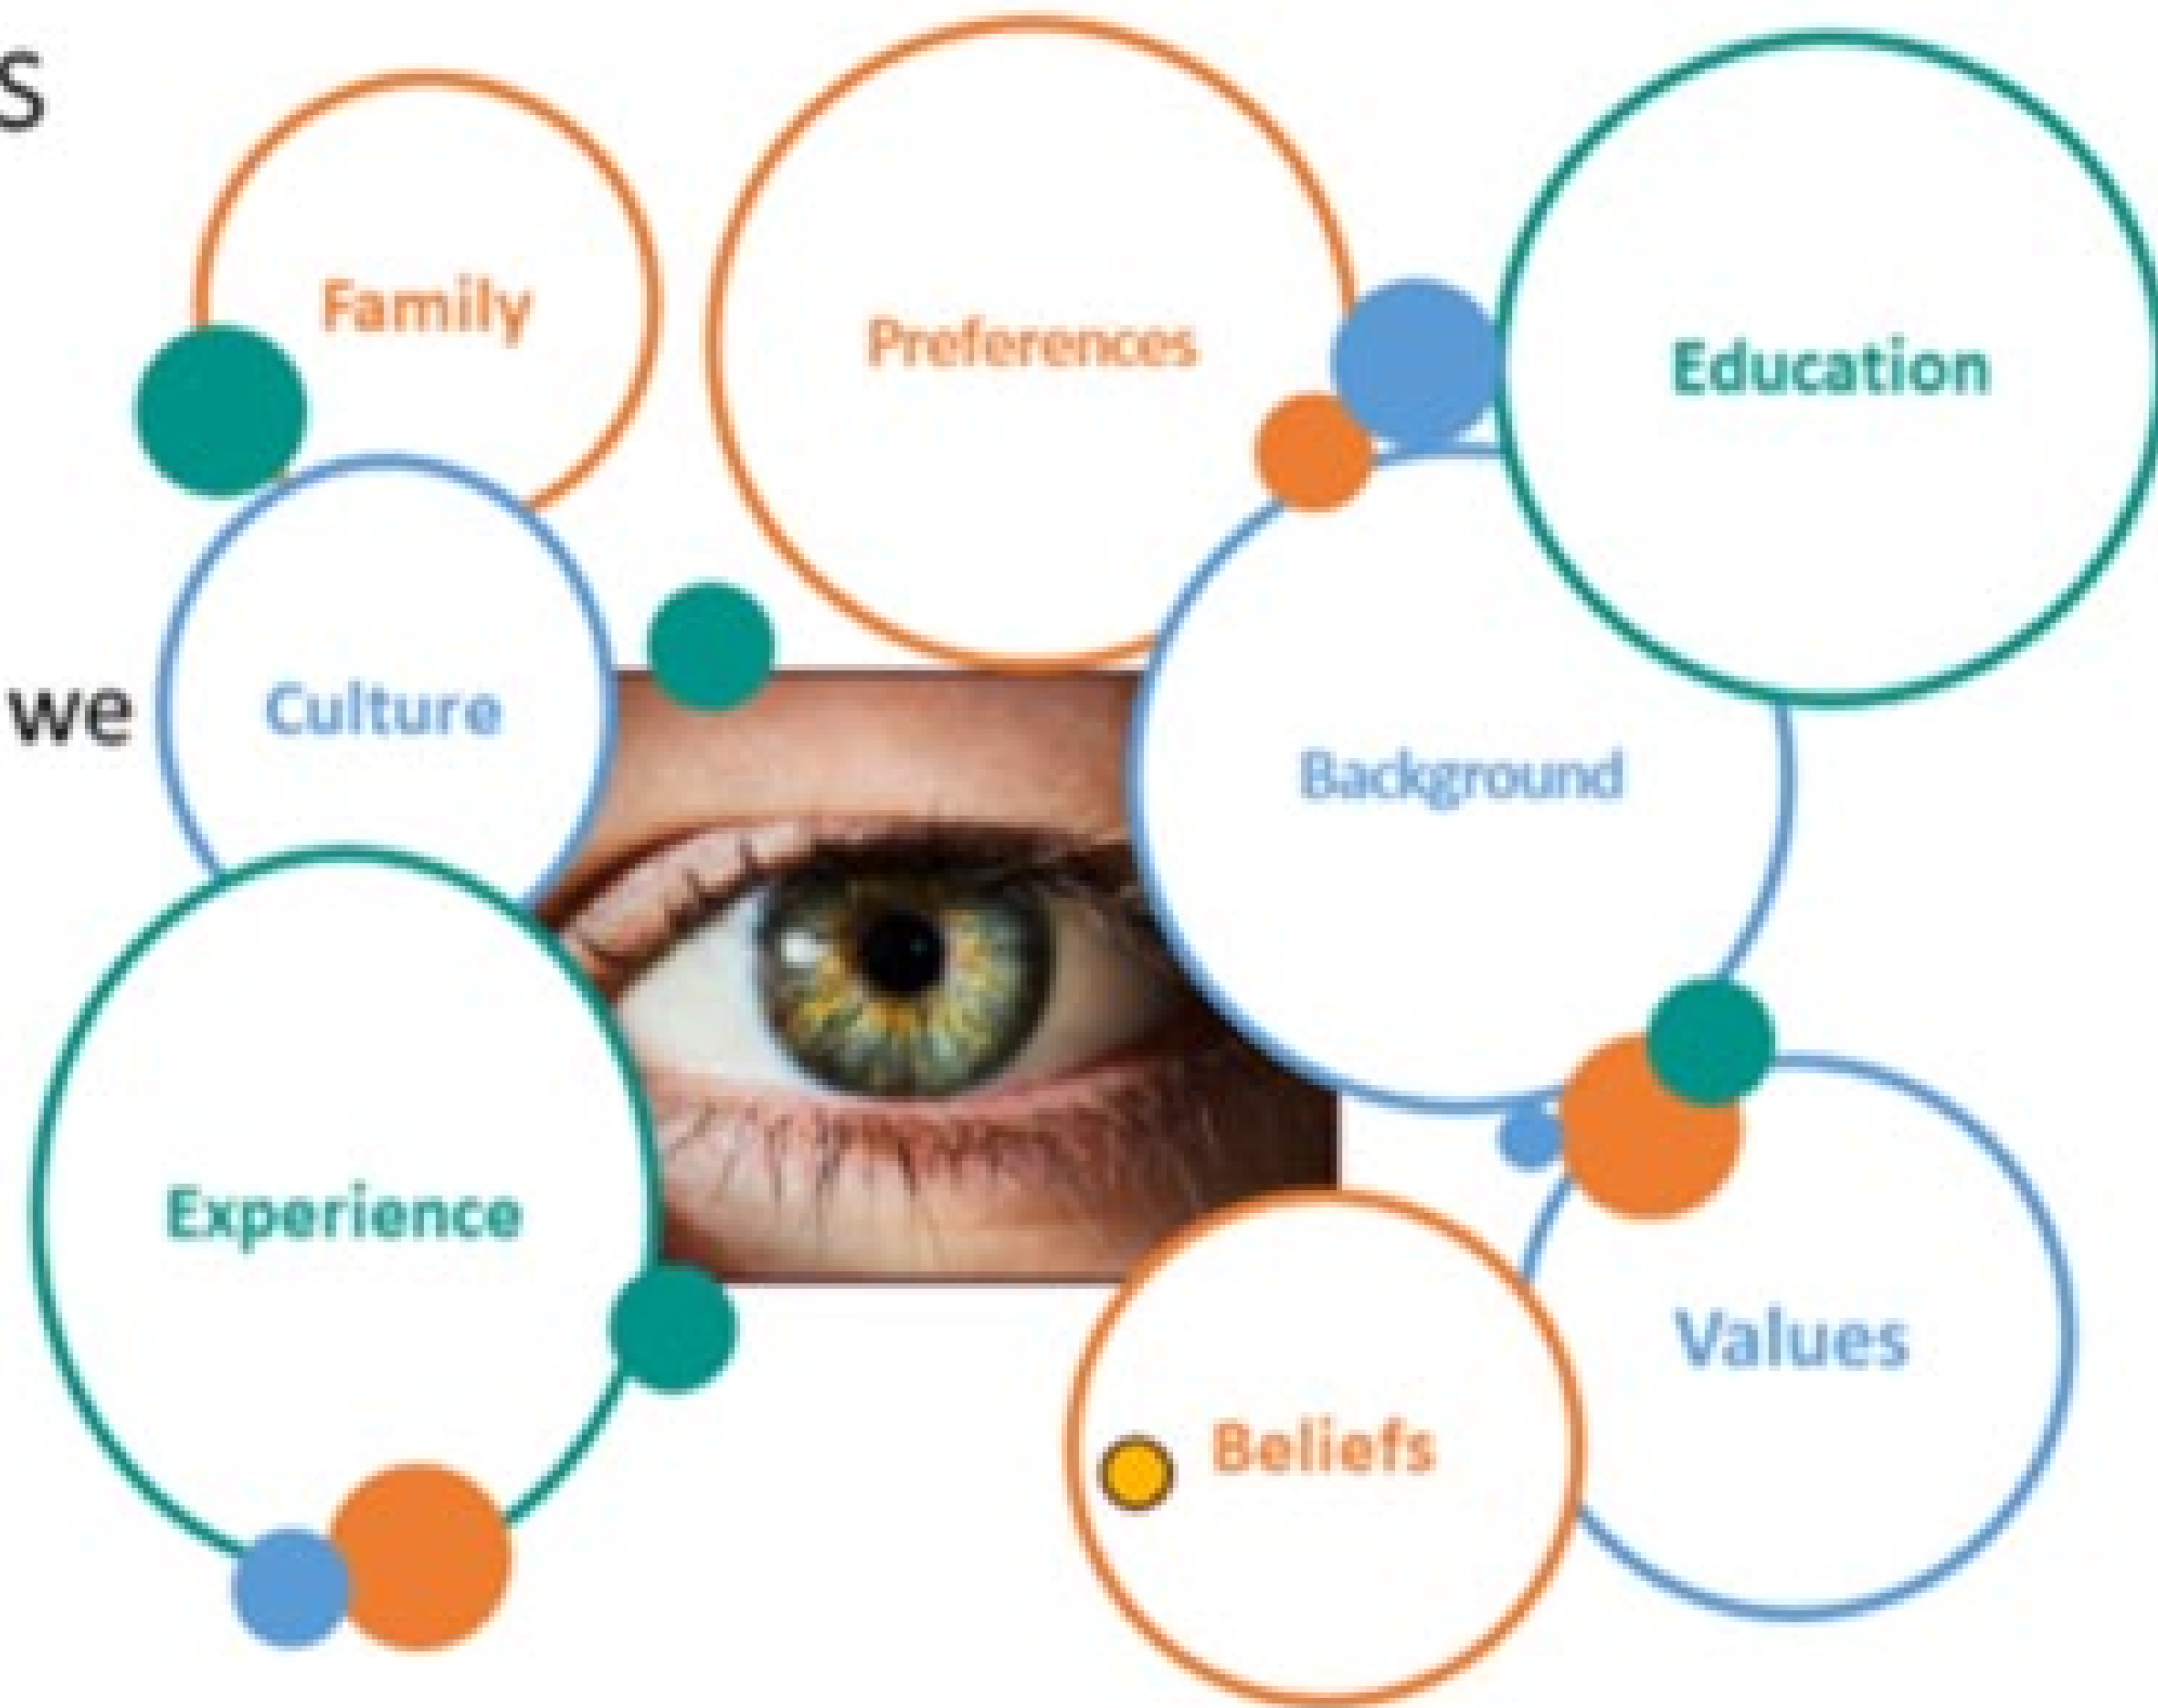 s
Family
Preferences
Education
we
Culture
Background
Experience
Values
Beliefs